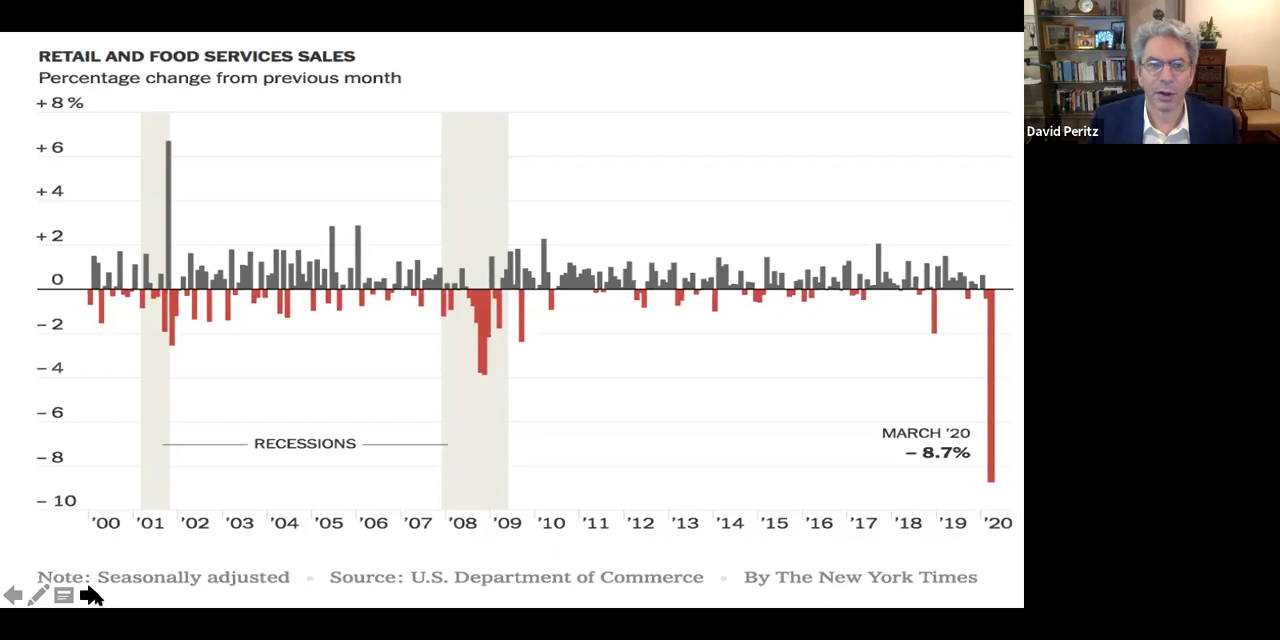 RETAIL AND FOOD SERVICES SALES
Percentage change from previous month
+ 8 %
+ 6
+ 4
+ 2
0
– 2
– 4
– 6
– 8
– 10
RECESSIONS
MARCH ’20
– 8.7%
’00 ’01 ’02 ’03 ’04 ’05 ’06 ’07 ’08 ’09 ’10 ’11 ’12 ’13 ’14 ’15 ’16 ’17 ’18 ’19 ’20
Note: Seasonally adjusted • Source: U.S. Department of Commerce • By The New York Times
David Peritz